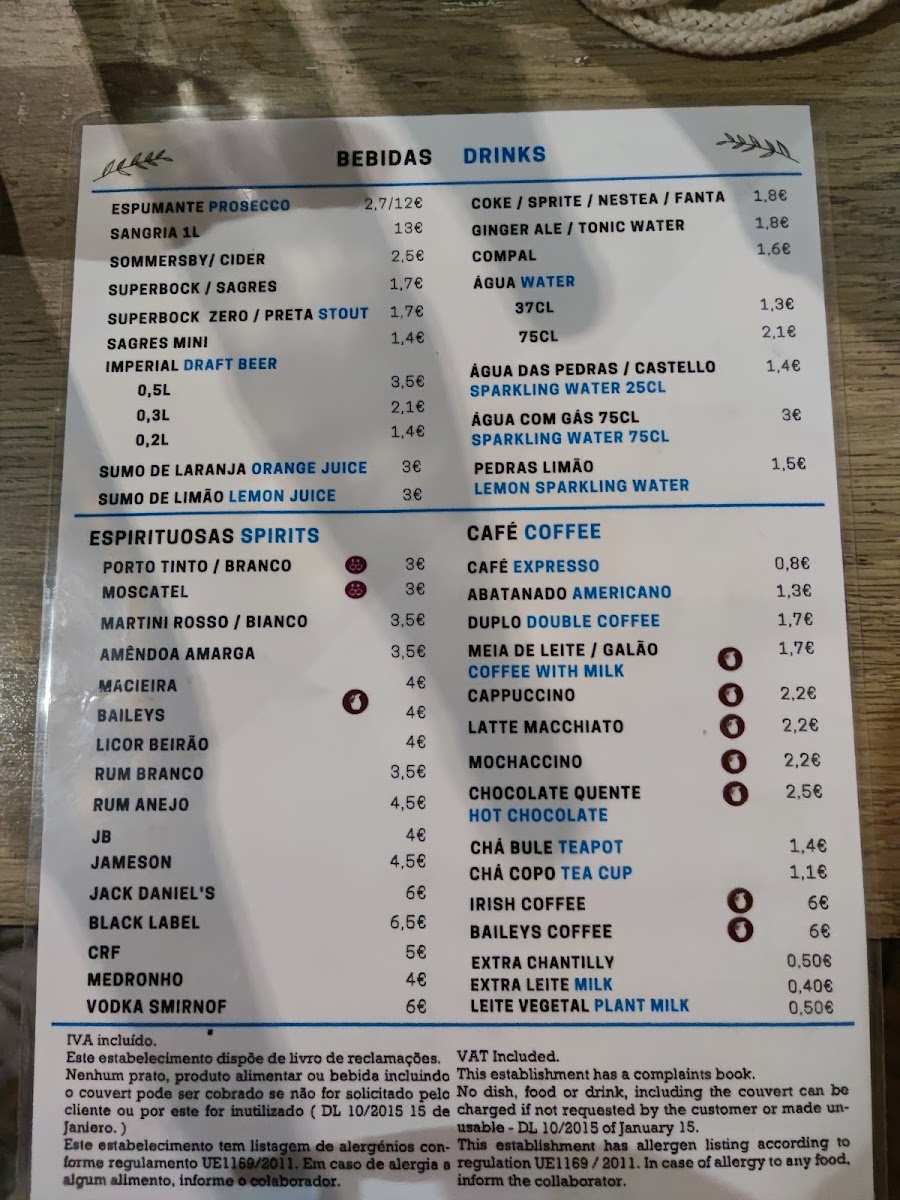 BEBIDAS DRINKS
ESPUMANTE PROSECCO 2,7/12€
SANGRIA 1L 13€
SOMMERSBY/ CIDER 2,5€
SUPERBOCK / SAGRES 1,7€
SUPERBOCK ZERO / PRETA STOUT 1,7€
SAGRES MINI 1,4€
IMPERIAL DRAFT BEER
0,5L 3,5€
0,3L 2,1€
0,2L 1,4€
SUMO DE LARANJA ORANGE JUICE 3€
SUMO DE LIMÃO LEMON JUICE 3€
COKE / SPRITE / NESTEA / FANTA 1,8€
GINGER ALE / TONIC WATER 1,8€
COMPAL 1,6€
ÁGUA WATER
37CL 1,3€
75CL 2,1€
ÁGUA DAS PEDRAS / CASTELLO 1,4€
SPARKLING WATER 25CL
ÁGUA COM GÁS 75CL 3€
SPARKLING WATER 75CL
PEDRAS LIMÃO 1,5€
LEMON SPARKLING WATER
ESPIRITUOSAS SPIRITS
PORTO TINTO / BRANCO 3€
MOSCATEL 3€
MARTINI ROSSO / BIANCO 3,5€
AMÊNDOA AMARGA 3,5€
MACIEIRA 4€
BAILEYS 4€
LICOR BEIRÃO 4€
RUM BRANCO 3,5€
RUM ANEJO 4,5€
JB 4€
JAMESON 4,5€
JACK DANIEL'S 6€
BLACK LABEL 6,5€
CRF 5€
MEDRONHO 4€
VODKA SMIRNOF 6€
CAFÉ COFFEE
CAFÉ EXPRESSO 0,8€
ABATANADO AMERICANO 1,3€
DUPLO DOUBLE COFFEE 1,7€
MEIA DE LEITE / GALÃO 1,7€
COFFEE WITH MILK
CAPPUCCINO 2,2€
LATTE MACCHIATO 2,2€
MOCHACCINO 2,2€
CHOCOLATE QUENTE 2,5€
HOT CHOCOLATE
CHÁ BULE TEAPOT 1,4€
CHÁ COPO TEA CUP 1,1€
IRISH COFFEE 6€
BAILEYS COFFEE 6€
EXTRA CHANTILLY 0,50€
EXTRA LEITE MILK 0,40€
LEITE VEGETAL PLANT MILK 0,50€
IVA incluído.
Este estabelecimento dispõe de livro de reclamações.
Nenhum prato, produto alimentar ou bebida incluindo
o couvert pode ser cobrado se não for solicitado pelo
cliente ou por este for inutilizado ( DL 10/2015 15 de
Janiero. )
Este estabelecimento tem listagem de alergénios con-
forme regulamento UE1169/2011. Em caso de alergia a
algum alimento, informe o colaborador.
VAT Included.
This establishment has a complaints book.
No dish, food or drink, including the couvert can be
charged if not requested by the customer or made un-
usable - DL 10/2015 of January 15.
This establishment has allergen listing according to
regulation UE1169 / 2011. In case of allergy to any food,
inform the collaborator.